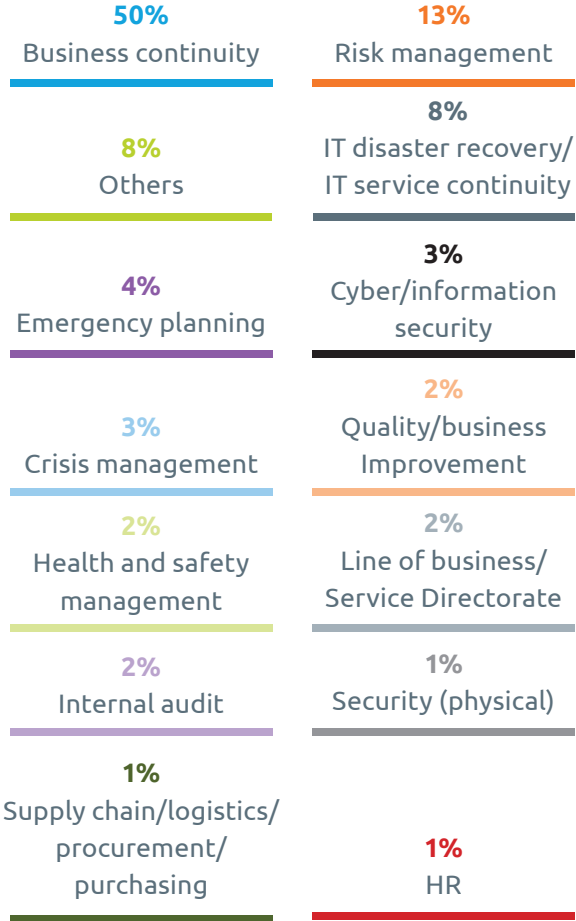 50%
Business continuity
13%
Risk management
8%
Others
8%
IT disaster recovery/
IT service continuity
4%
Emergency planning
3%
Cyber/information
security
3%
Crisis management
2%
Quality/business
Improvement
2%
Health and safety
management
2%
Line of business/
Service Directorate
2%
Internal audit
1%
Security (physical)
1%
Supply chain/logistics/
procurement/
purchasing
1%
HR